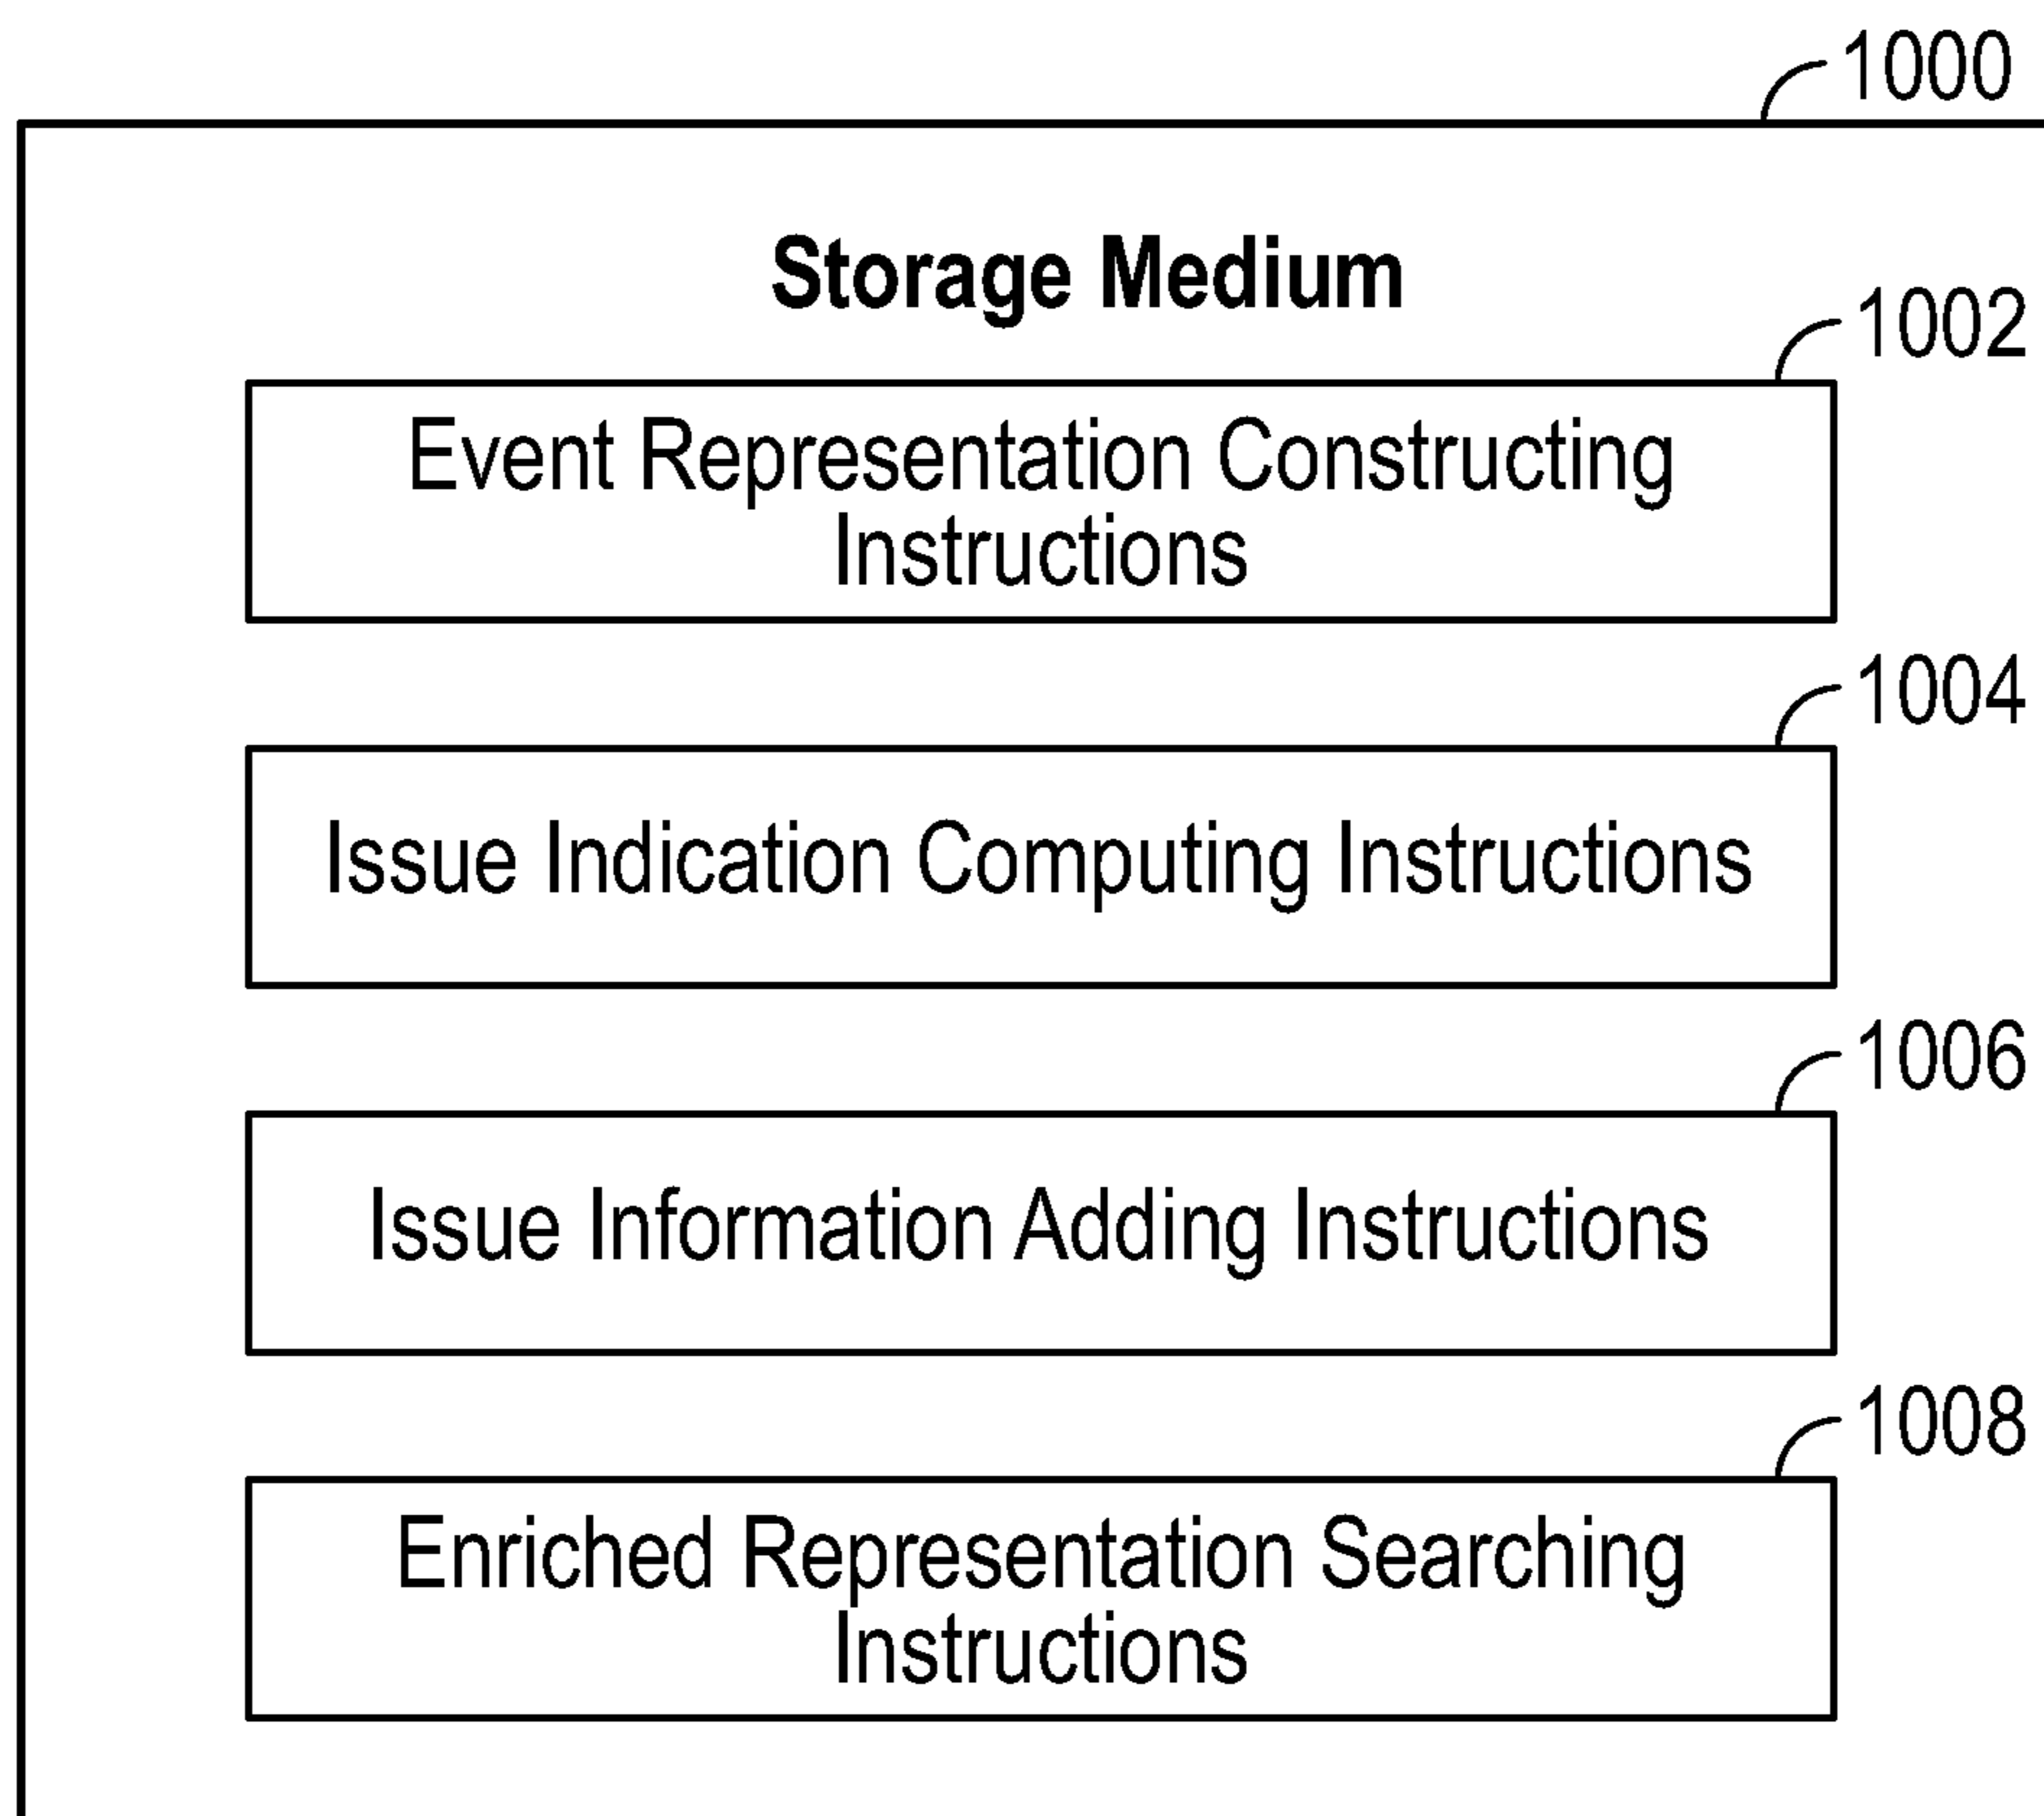 1000
Storage Medium
1002
Event Representation Constructing
Instructions
1004
Issue Indication Computing Instructions
1006
Issue Information Adding Instructions
1008
Enriched Representation Searching
Instructions